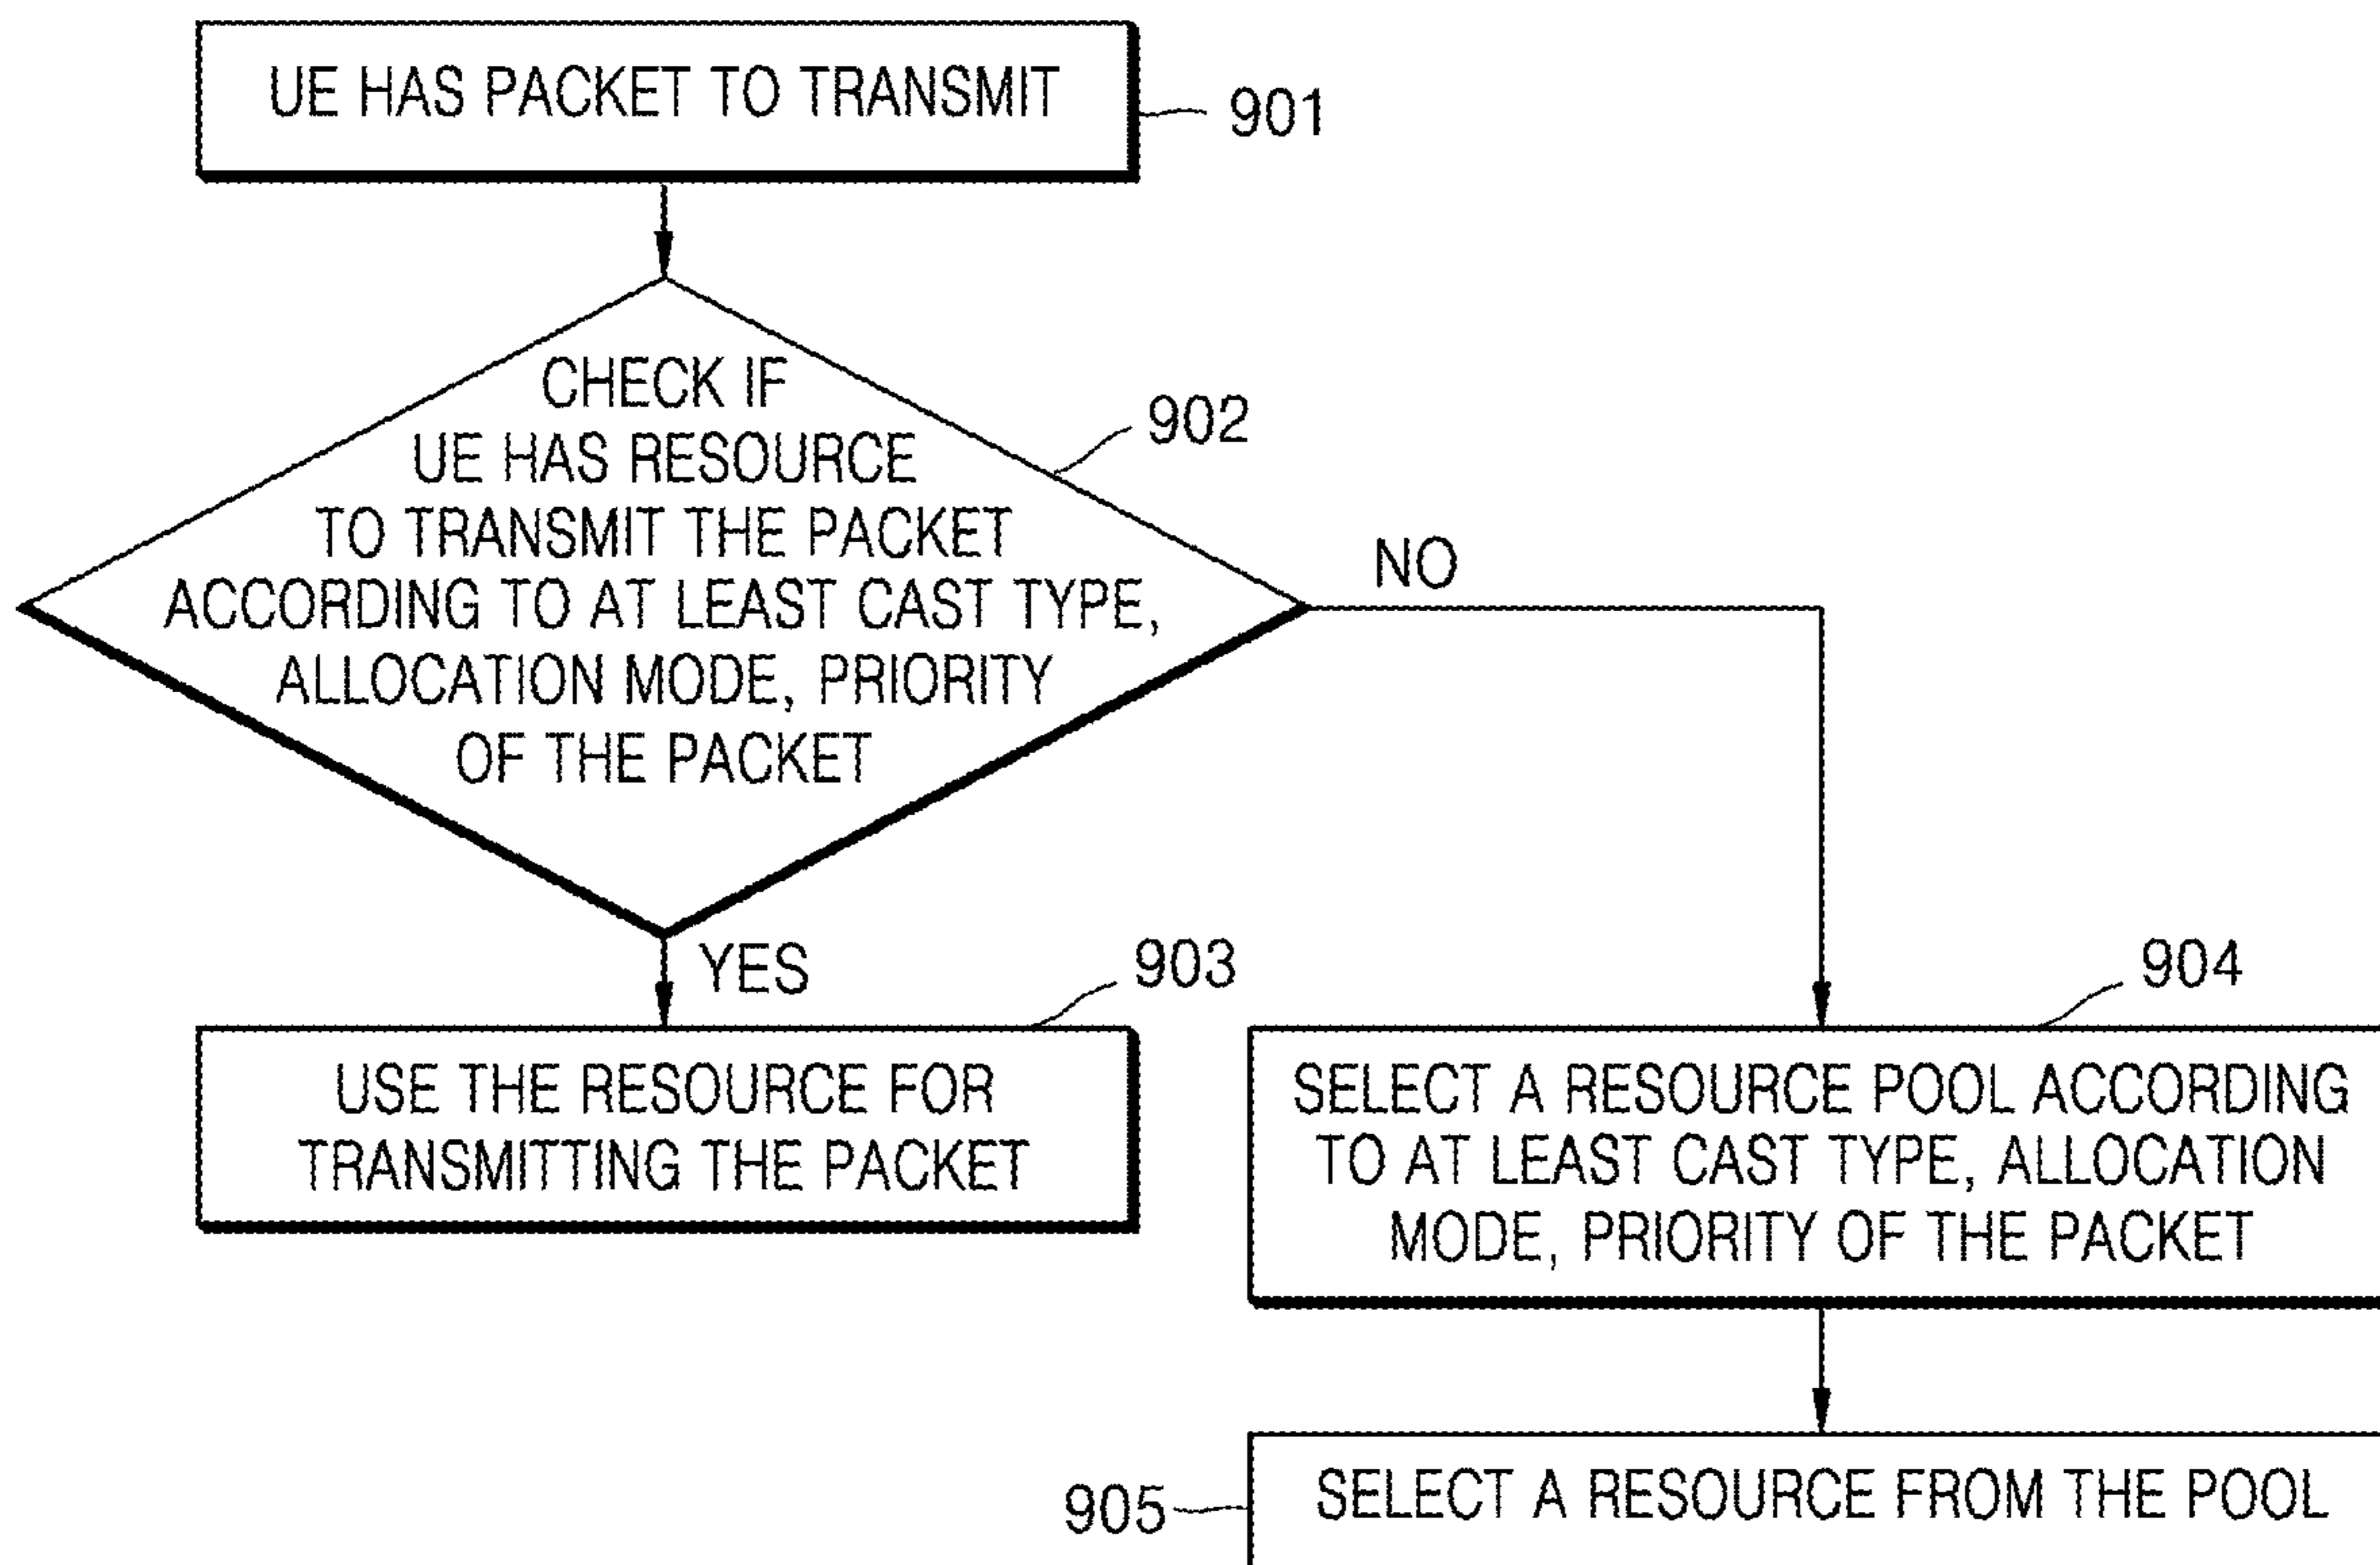 UE HAS PACKET TO TRANSMIT
901
CHECK IF
UE HAS RESOURCE
TO TRANSMIT THE PACKET
ACCORDING TO AT LEAST CAST TYPE,
ALLOCATION MODE, PRIORITY
OF THE PACKET
902
NO
YES
903
USE THE RESOURCE FOR
TRANSMITTING THE PACKET
904
SELECT A RESOURCE POOL ACCORDING
TO AT LEAST CAST TYPE, ALLOCATION
MODE, PRIORITY OF THE PACKET
905
SELECT A RESOURCE FROM THE POOL